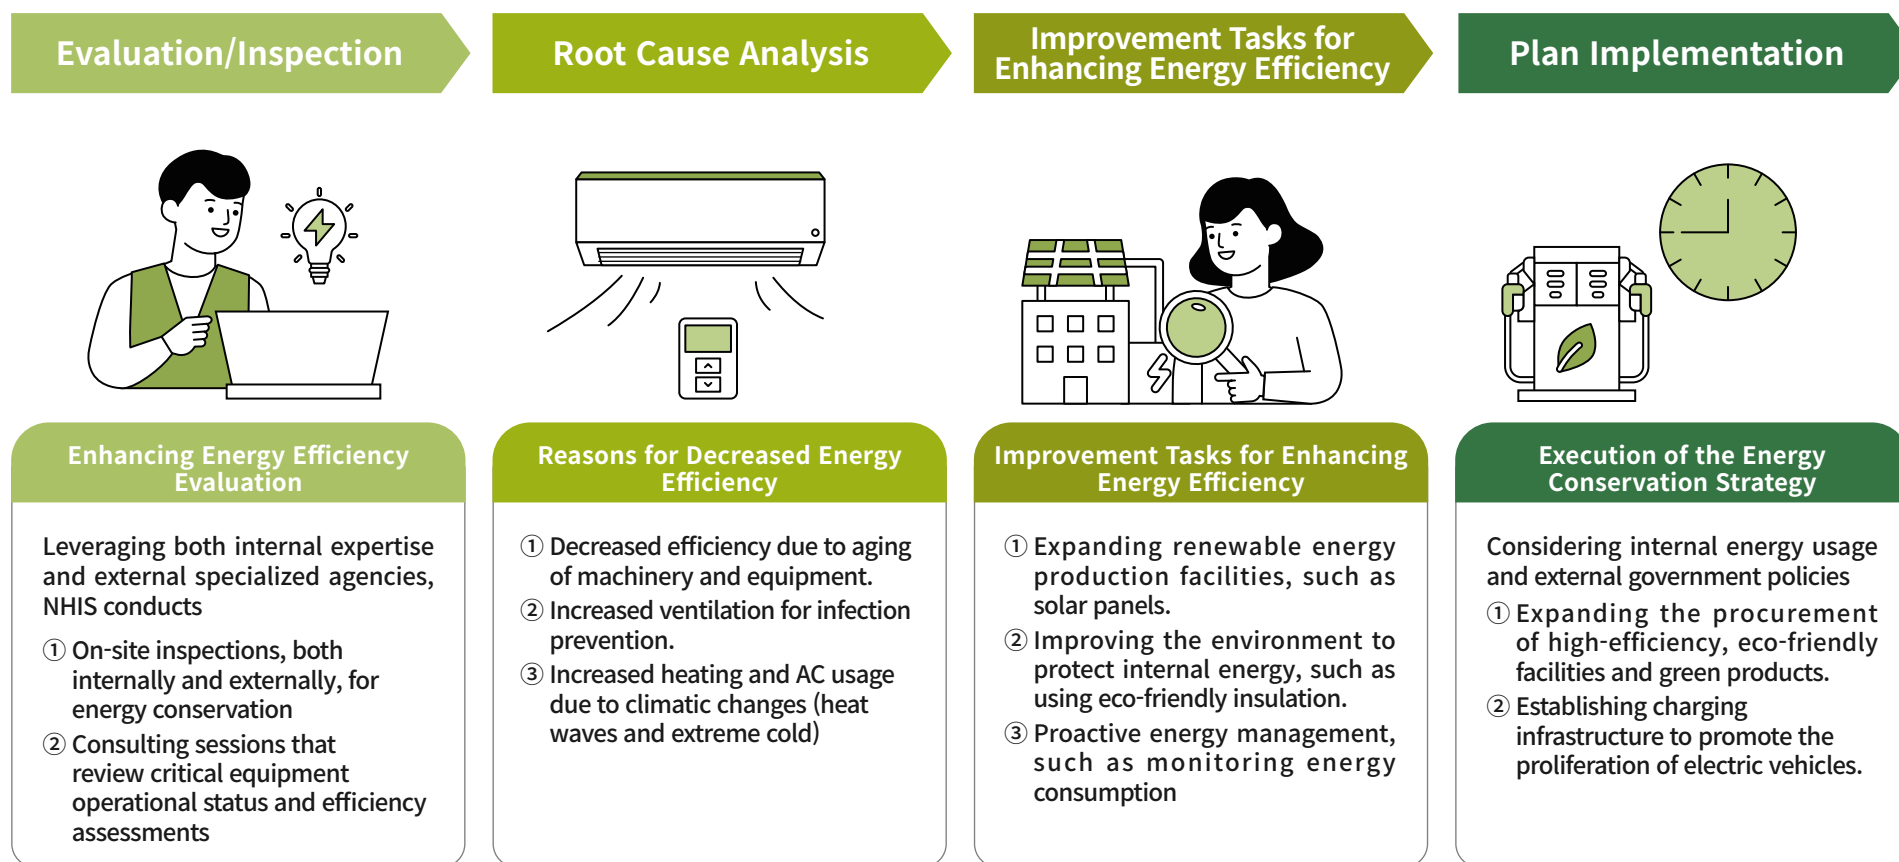 Evaluation/Inspection
Root Cause Analysis
Improvement Tasks for
Enhancing Energy Efficiency
Plan Implementation
Enhancing Energy Efficiency
Evaluation
Leveraging both internal expertise
and external specialized agencies,
NHIS conducts
① On-site inspections, both
internally and externally, for
energy conservation
② Consulting sessions that
review critical equipment
operational status and efficiency
assessments
Reasons for Decreased Energy
Efficiency
① Decreased efficiency due to aging
of machinery and equipment.
② Increased ventilation for infection
prevention.
③ Increased heating and AC usage
due to climatic changes (heat
waves and extreme cold)
Improvement Tasks for Enhancing
Energy Efficiency
① Expanding renewable energy
production facilities, such as
solar panels.
② Improving the environment to
protect internal energy, such as
using eco-friendly insulation.
③ Proactive energy management,
such as monitoring energy
consumption
Execution of the Energy
Conservation Strategy
Considering internal energy usage
and external government policies
① Expanding the procurement
of high-efficiency, eco-friendly
facilities and green products.
② Establishing charging
infrastructure to promote the
proliferation of electric vehicles.